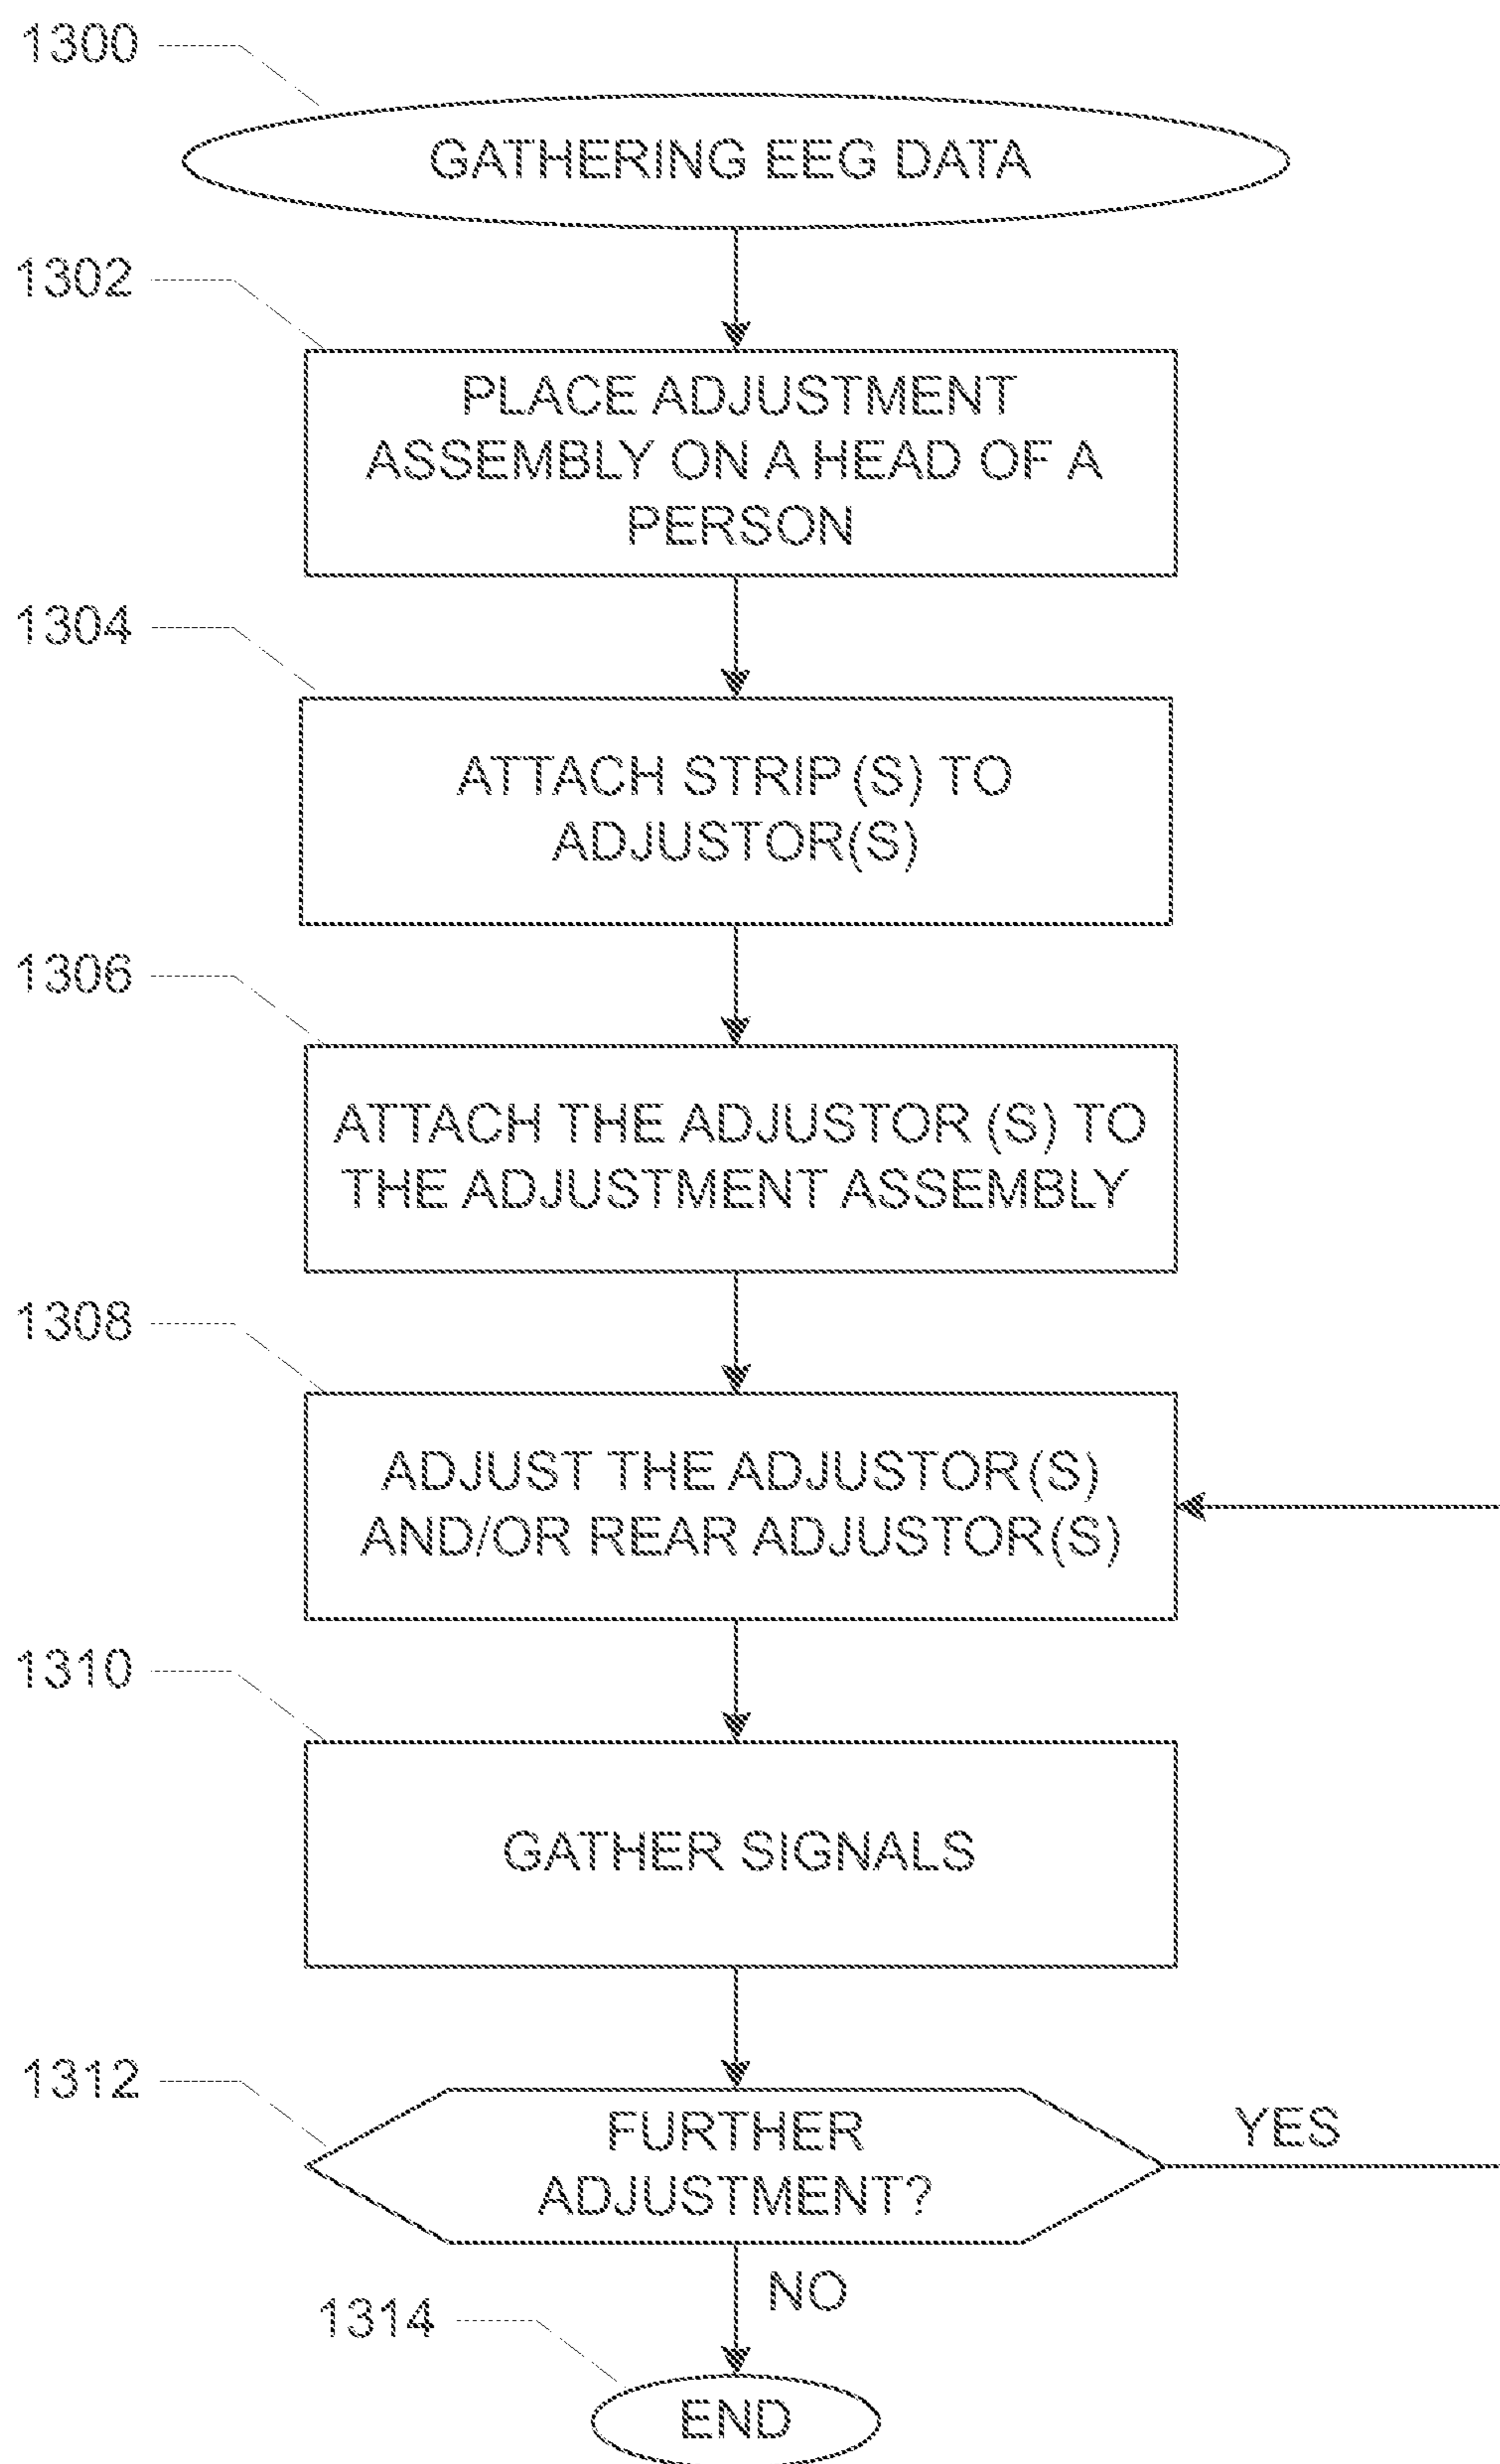 1300
GATHERING EEG DATA
1302
PLACE ADJUSTMENT
ASSEMBLY ON A HEAD OF A
PERSON
1304
ATTACH STRIP(S) TO
ADJUSTOR(S)
1306
ATTACH THE ADJUSTOR (S) TO
THE ADJUSTMENT ASSEMBLY
1308
ADJUST THE ADJUSTOR(S)
AND/OR REAR ADJUSTOR(S)
1310
GATHER SIGNALS
1312
FURTHER
ADJUSTMENT?
YES
NO
1314
END